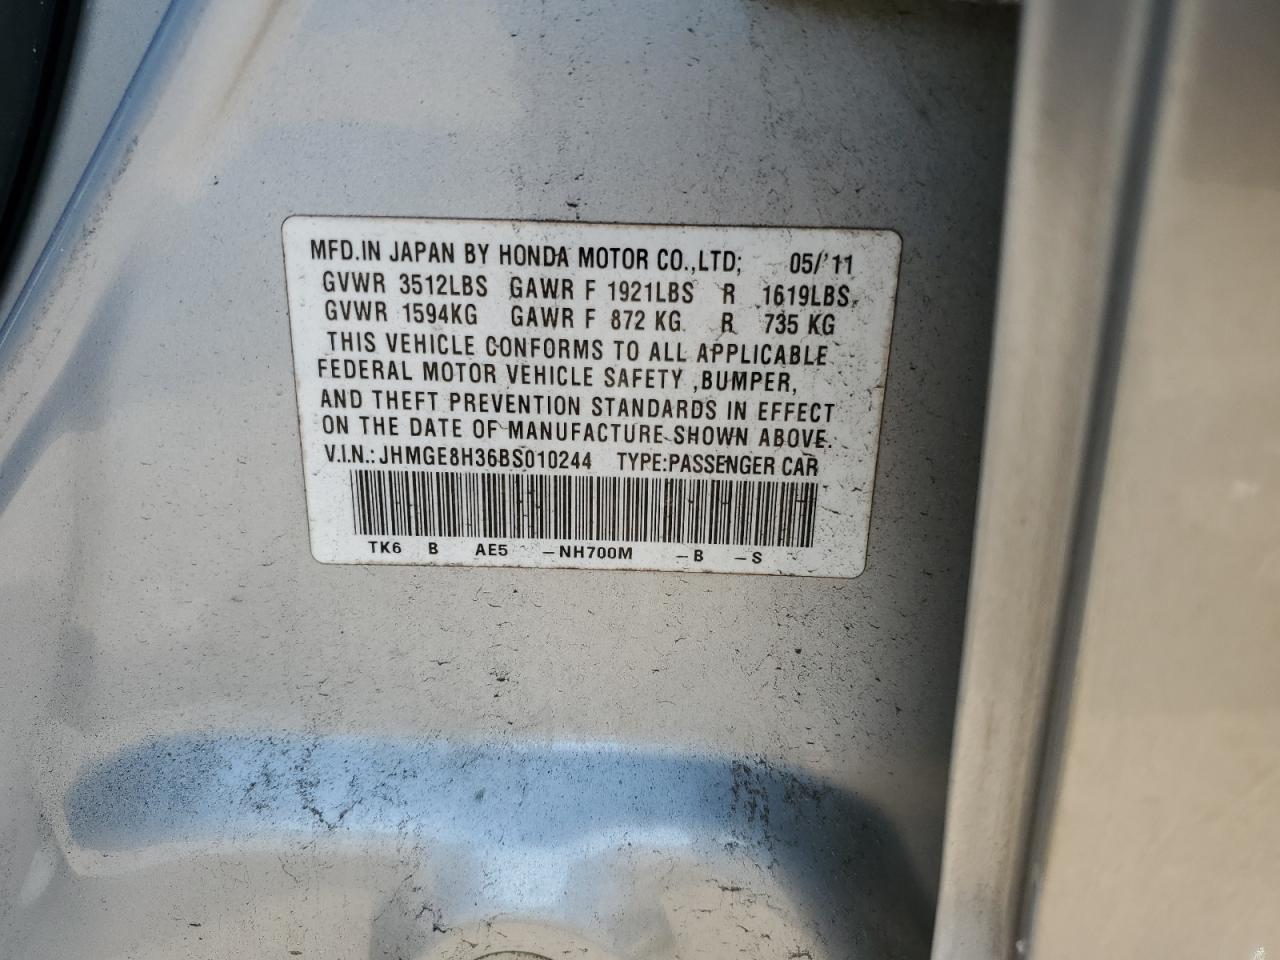 MFD.IN JAPAN BY HONDA MOTOR CO.,LTD; 05/'11
GVWR 3512LBS GAWR F 1921LBS R 1619LBS.
GVWR 1594KG GAWR F 872 KG R 735 KG
THIS VEHICLE CONFORMS TO ALL APPLICABLE
FEDERAL MOTOR VEHICLE SAFETY ,BUMPER,
AND THEFT PREVENTION STANDARDS IN EFFECT
ON THE DATE OF MANUFACTURE SHOWN ABOVE.
V.I.N.: JHMGE8H36BS010244 TYPE:PASSENGER CAR
TK6 B AE5 -NH700M -B -S